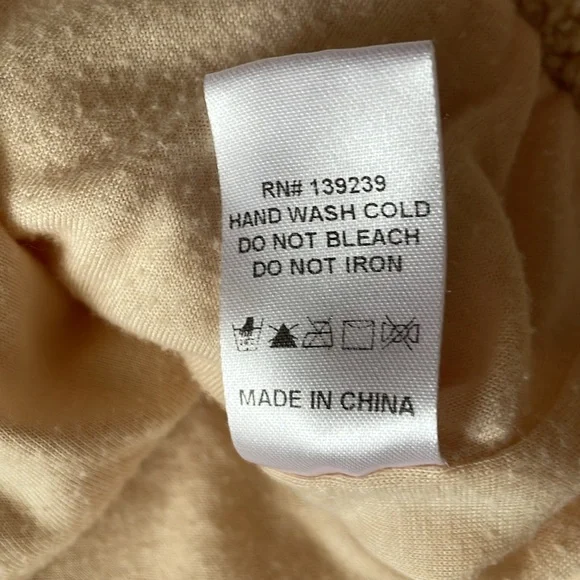 RN# 139239
HAND WASH COLD
DO NOT BLEACH
DO NOT IRON
MADE IN CHINA